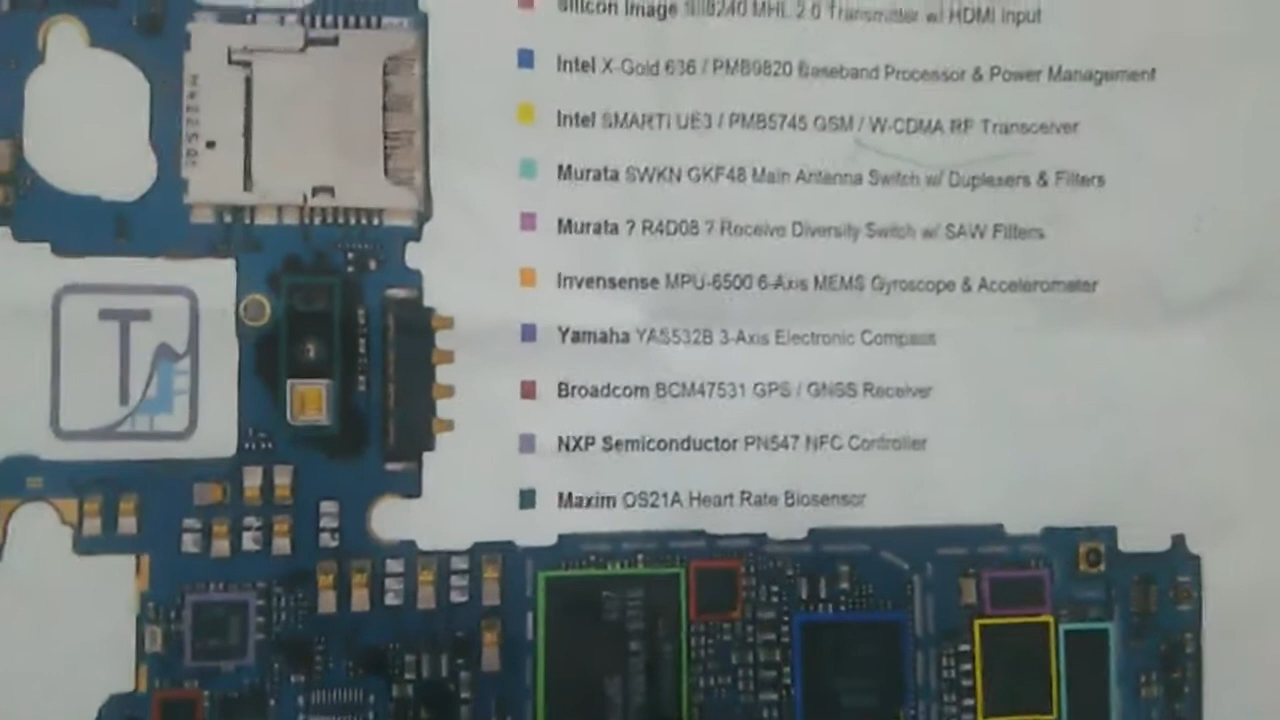 Silicon Image SiI8240 MHL 2.0 Transmitter w/ HDMI Input
Intel X-Gold 636 / PMB9820 Baseband Processor & Power Management
Intel SMARTi UE3 / PMB5745 GSM / W-CDMA RF Transceiver
Murata SWKN GKF48 Main Antenna Switch w/ Duplexers & Filters
Murata ? R4D08 ? Receive Diversity Switch w/ SAW Filters
Invensense MPU-6500 6-Axis MEMS Gyroscope & Accelerometer
Yamaha YAS532B 3-Axis Electronic Compass
Broadcom BCM47531 GPS / GNSS Receiver
NXP Semiconductor PN547 NFC Controller
Maxim OS21A Heart Rate Biosensor
T